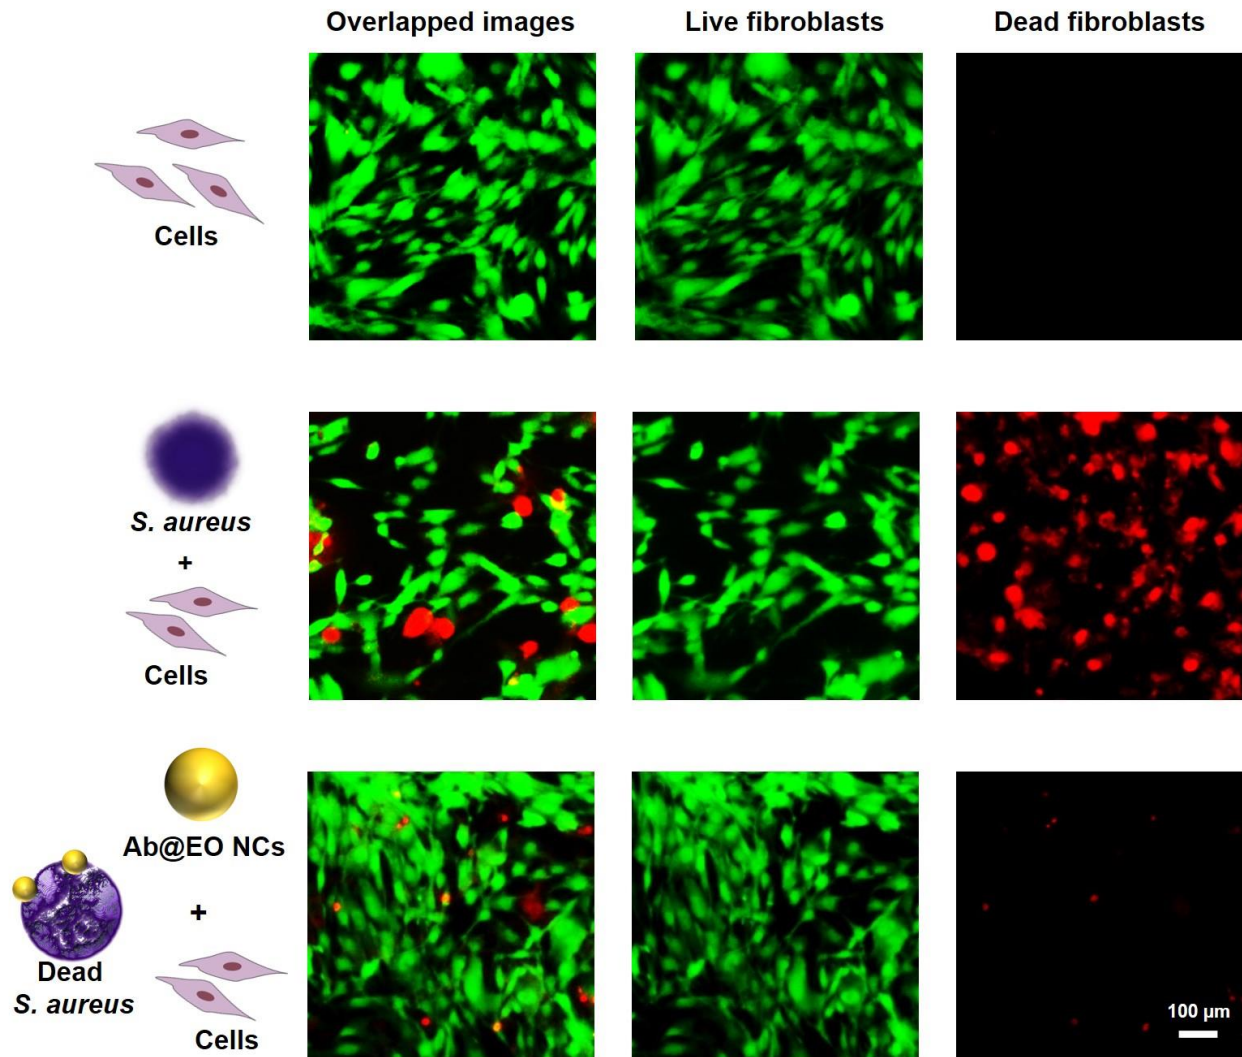 Overlapped images
Live fibroblasts
Dead fibroblasts
Cells
S. aureus
+
Cells
Ab@EO NCs
+
Dead
S. aureus
Cells
100 µm